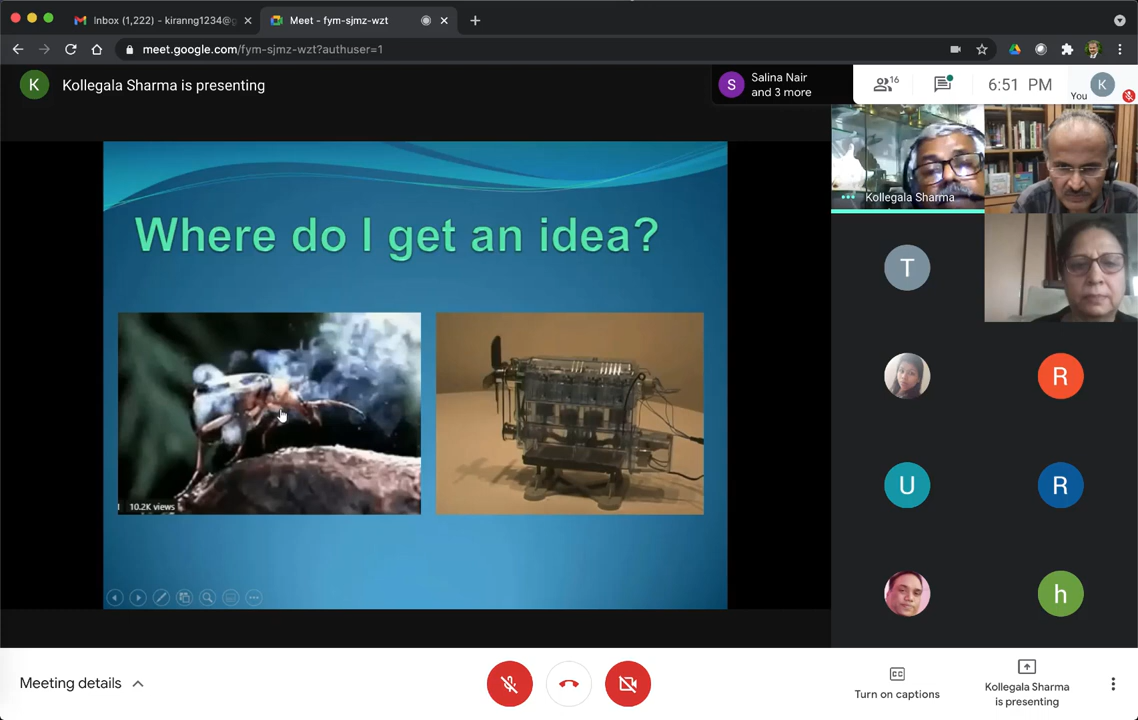 Inbox (1,222) - kiranng1234@g
Meet - fym-sjmz-wzt
meet.google.com/fym-sjmz-wzt?authuser=1
K
Kollegala Sharma is presenting
S
Salina Nair
and 3 more
16
6:51 PM
You
K
Kollegala Sharma
Where do I get an idea?
10.2K views
T
R
U
R
h
Meeting details
Turn on captions
Kollegala Sharma
is presenting